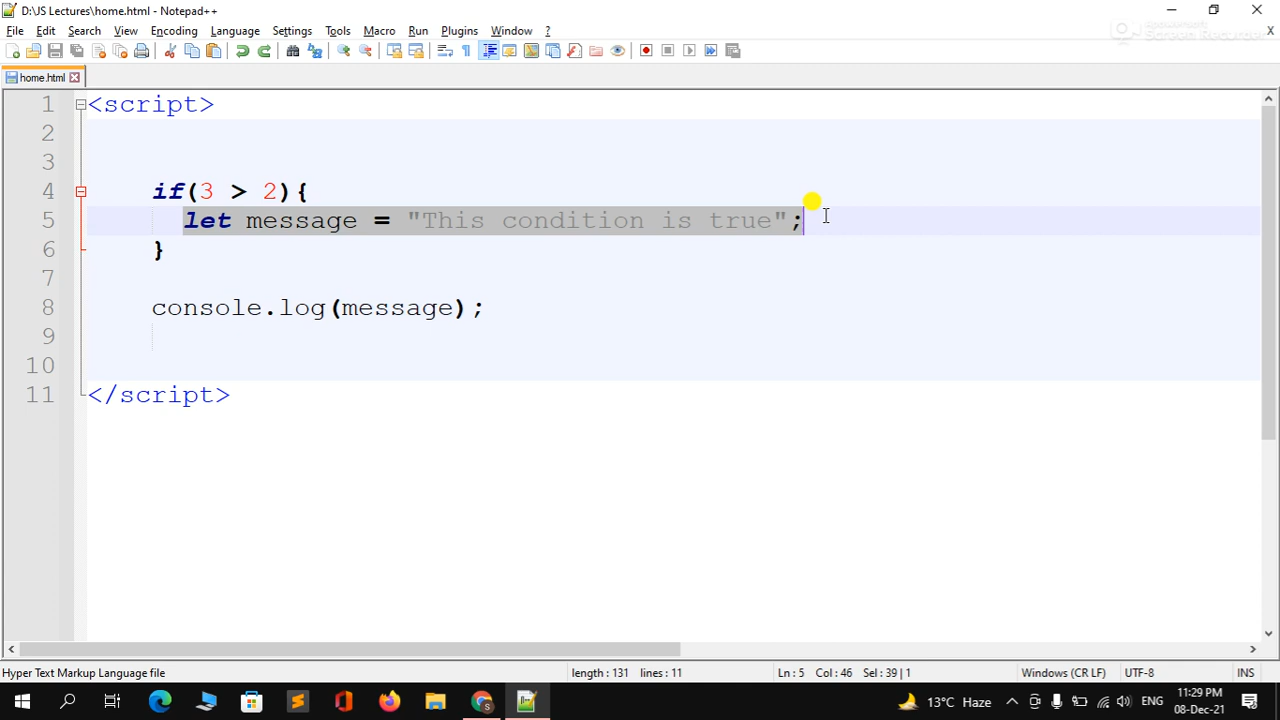 D:\JS Lectures\home.html - Notepad++
File Edit Search View Encoding Language Settings Tools Macro Run Plugins Window ?
X
home.html
1 <script>
2
3
4 if(3 > 2){
5 let message = "This condition is true";
6 }
7
8 console.log(message);
9
10
11 </script>
Hyper Text Markup Language file length : 131 lines : 11 Ln : 5 Col : 46 Sel : 39 | 1 Windows (CR LF) UTF-8 INS
13°C Haze ENG 11:29 PM
08-Dec-21